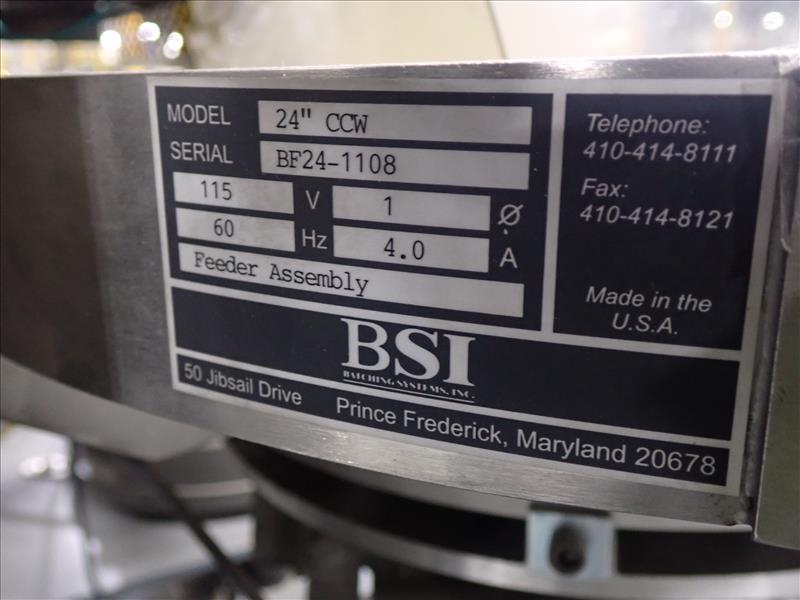 MODEL 24" CCW
SERIAL BF24-1108
115 V 1 Ø
60 Hz 4.0 A
Feeder Assembly
Telephone:
410-414-8111
Fax:
410-414-8121
Made in the
U.S.A.
BSI
BATCHING SYSTEMS, INC.
50 Jibsail Drive Prince Frederick, Maryland 20678